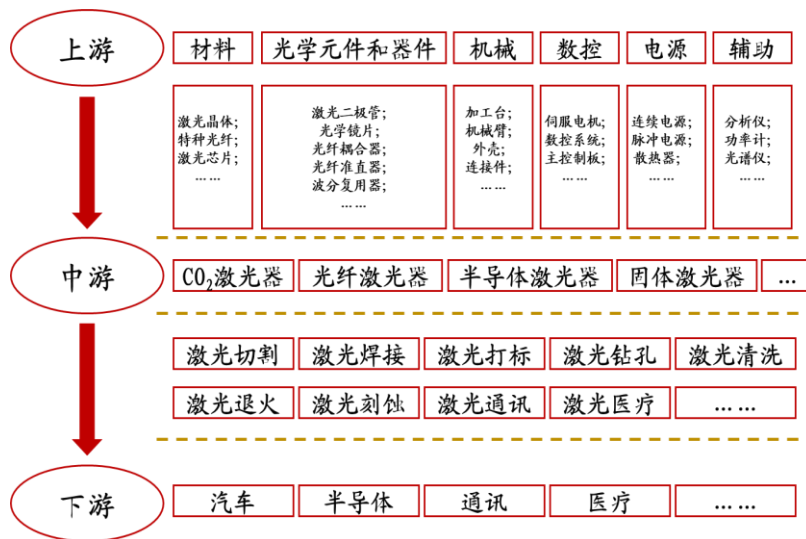 上游
材料
光学元件和器件
机械
数控
电源
辅助
激光晶体;
特种光纤;
激光芯片;
……
激光二极管;
光学镜片;
光纤耦合器;
光纤准直器;
波分复用器;
……
加工台;
机械臂;
外壳;
连接件;
……
伺服电机;
数控系统;
主控制板;
……
连续电源;
脉冲电源;
散热器;
……
分析仪;
功率计;
光谱仪;
……
中游
CO₂激光器
光纤激光器
半导体激光器
固体激光器
…
激光切割
激光焊接
激光打标
激光钻孔
激光清洗
激光退火
激光刻蚀
激光通讯
激光医疗
……
下游
汽车
半导体
通讯
医疗
……